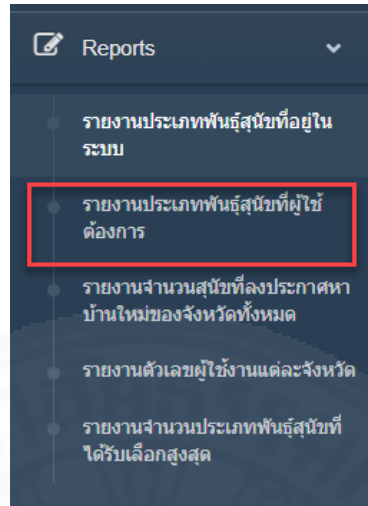 Reports
รายงานประเภทพันธุ์สุนัขที่อยู่ใน
ระบบ
รายงานประเภทพันธุ์สุนัขที่ผู้ใช้
ต้องการ
รายงานจำนวนสุนัขที่ลงประกาศหา
บ้านใหม่ของจังหวัดทั้งหมด
รายงานตัวเลขผู้ใช้งานแต่ละจังหวัด
รายงานจำนวนประเภทพันธุ์สุนัขที่
ได้รับเลือกสูงสุด